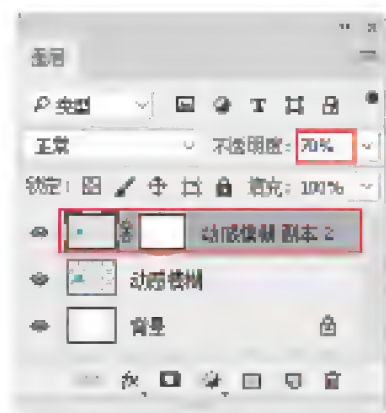 图层
类型
正常 不透明度: 70%
锁定: 填充: 100%
动感模糊 副本 2
动感模糊
背景